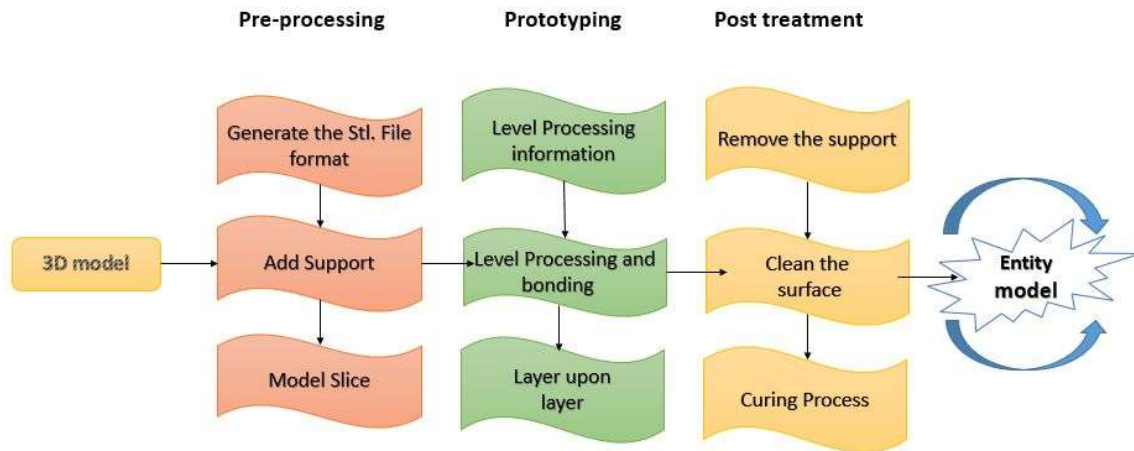 Pre-processing
Prototyping
Post treatment
Generate the Stl. File
format
Level Processing
information
Remove the support
3D model
Add Support
Level Processing and
bonding
Clean the
surface
Entity
model
Model Slice
Layer upon
layer
Curing Process